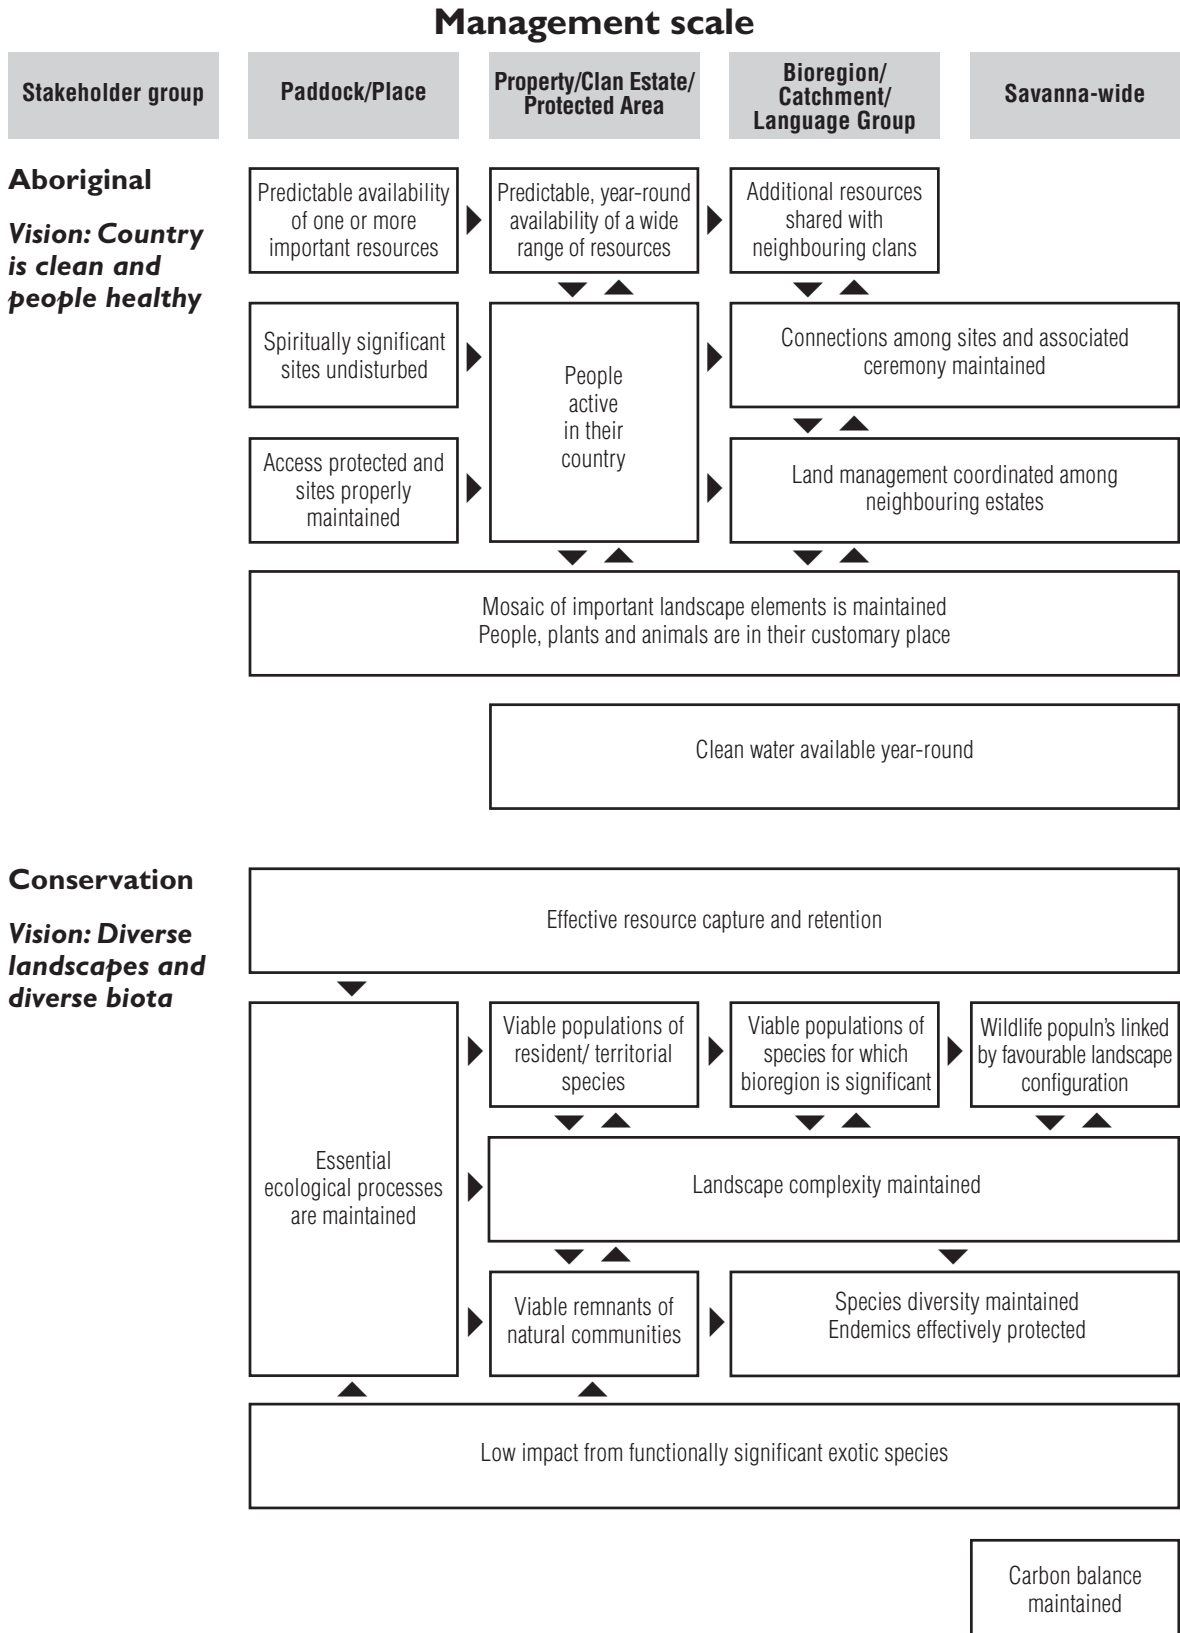 Management scale
Stakeholder group
Paddock/Place
Property/Clan Estate/
Protected Area
Bioregion/
Catchment/
Language Group
Savanna-wide
Aboriginal
Vision: Country
is clean and
people healthy
Predictable availability
of one or more
important resources
Predictable, year-round
availability of a wide
range of resources
Additional resources
shared with
neighbouring clans
Spiritually significant
sites undisturbed
People
active
in their
country
Connections among sites and associated
ceremony maintained
Access protected and
sites properly
maintained
Land management coordinated among
neighbouring estates
Mosaic of important landscape elements is maintained
People, plants and animals are in their customary place
Clean water available year-round
Conservation
Vision: Diverse
landscapes and
diverse biota
Effective resource capture and retention
Essential
ecological processes
are maintained
Viable populations of
resident/ territorial
species
Viable populations of
species for which
bioregion is significant
Wildlife populn's linked
by favourable landscape
configuration
Landscape complexity maintained
Viable remnants of
natural communities
Species diversity maintained
Endemics effectively protected
Low impact from functionally significant exotic species
Carbon balance
maintained